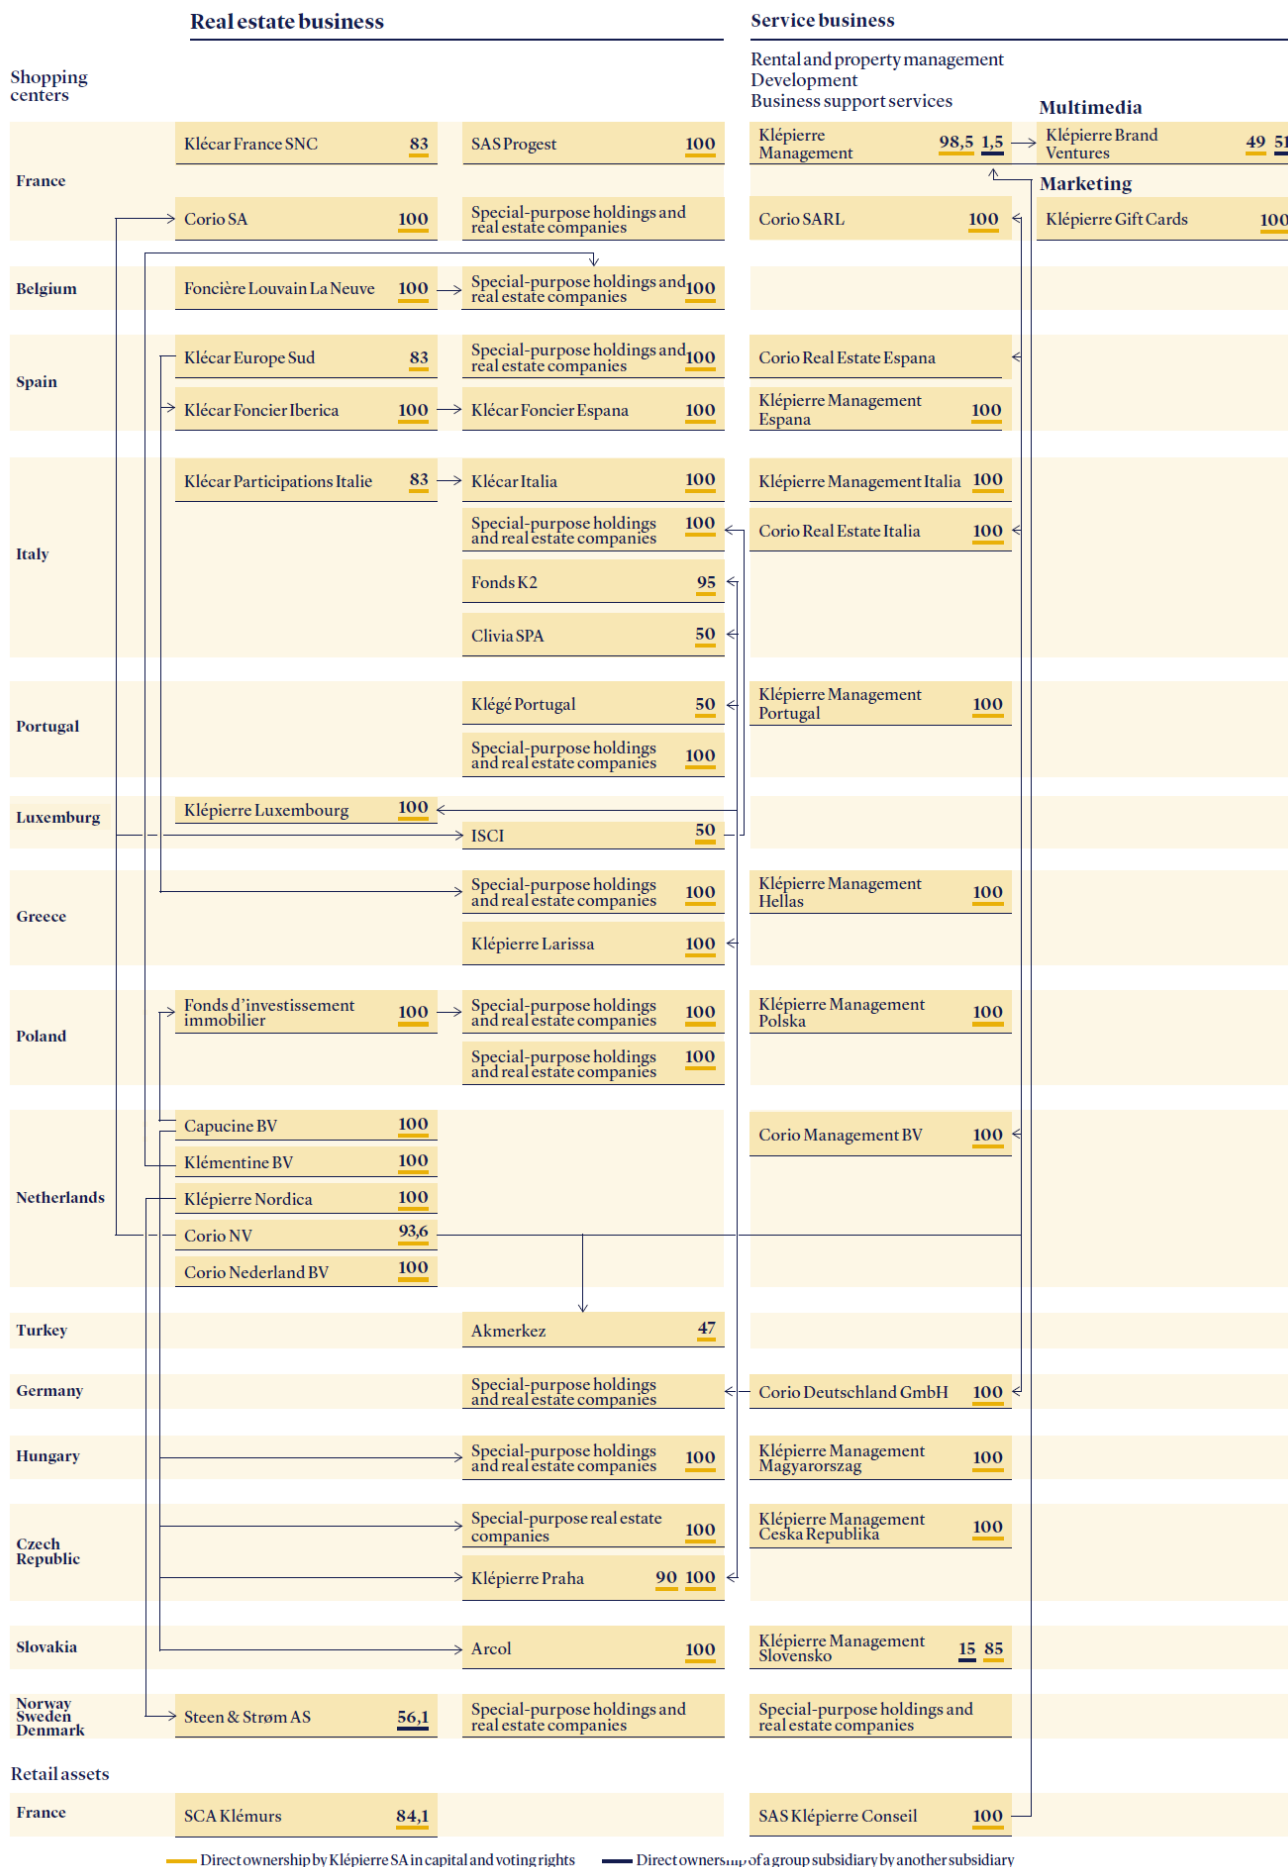 Real estate business
Service business
Shopping
centers
Rental and property management
Development
Business support services
Multimedia
France
Klécar France SNC 83
SAS Progest 100
Klépierre
Management 98,5 1,5
Klépierre Brand
Ventures 49 51
Marketing
Corio SA 100
Special-purpose holdings and
real estate companies
Corio SARL 100
Klépierre Gift Cards 100
Belgium
Foncière Louvain La Neuve 100
Special-purpose holdings and
real estate companies 100
Spain
Klécar Europe Sud 83
Special-purpose holdings and
real estate companies 100
Corio Real Estate Espana
Klécar Foncier Iberica 100
Klécar Foncier Espana 100
Klépierre Management
Espana 100
Italy
Klécar Participations Italie 83
Klécar Italia 100
Klépierre Management Italia 100
Special-purpose holdings
and real estate companies 100
Corio Real Estate Italia 100
Fonds K2 95
Clivia SPA 50
Portugal
Klégé Portugal 50
Klépierre Management
Portugal 100
Special-purpose holdings
and real estate companies 100
Luxemburg
Klépierre Luxembourg 100
ISCI 50
Greece
Special-purpose holdings
and real estate companies 100
Klépierre Management
Hellas 100
Klépierre Larissa 100
Poland
Fonds d'investissement
immobilier 100
Special-purpose holdings
and real estate companies 100
Klépierre Management
Polska 100
Special-purpose holdings
and real estate companies 100
Netherlands
Capucine BV 100
Corio Management BV 100
Klémentine BV 100
Klépierre Nordica 100
Corio NV 93,6
Corio Nederland BV 100
Turkey
Akmerkez 47
Germany
Special-purpose holdings
and real estate companies
Corio Deutschland GmbH 100
Hungary
Special-purpose holdings
and real estate companies 100
Klépierre Management
Magyarorszag 100
Czech
Republic
Special-purpose real estate
companies 100
Klépierre Management
Ceska Republika 100
Klépierre Praha 90 100
Slovakia
Arcol 100
Klépierre Management
Slovensko 15 85
Norway
Sweden
Denmark
Steen & Strøm AS 56,1
Special-purpose holdings and
real estate companies
Special-purpose holdings and
real estate companies
Retail assets
France
SCA Klémurs 84,1
SAS Klépierre Conseil 100
Direct ownership by Klépierre SA in capital and voting rights
Direct ownership of a group subsidiary by another subsidiary